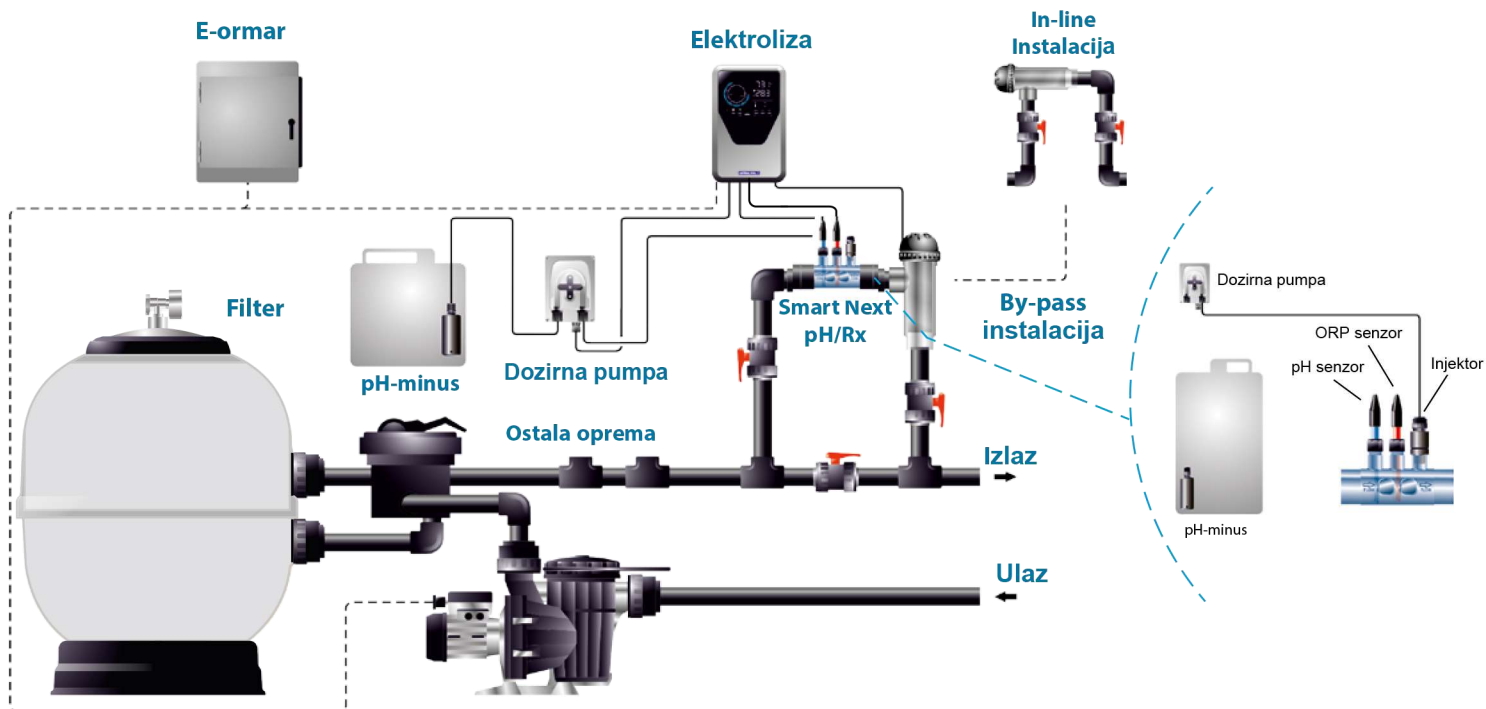 E-ormar
Elektroliza
In-line
Instalacija
Filter
pH-minus
Dozirna pumpa
Smart Next
pH/Rx
By-pass
instalacija
Ostala oprema
Izlaz
Ulaz
Dozirna pumpa
ORP senzor
pH senzor
Injektor
pH-minus